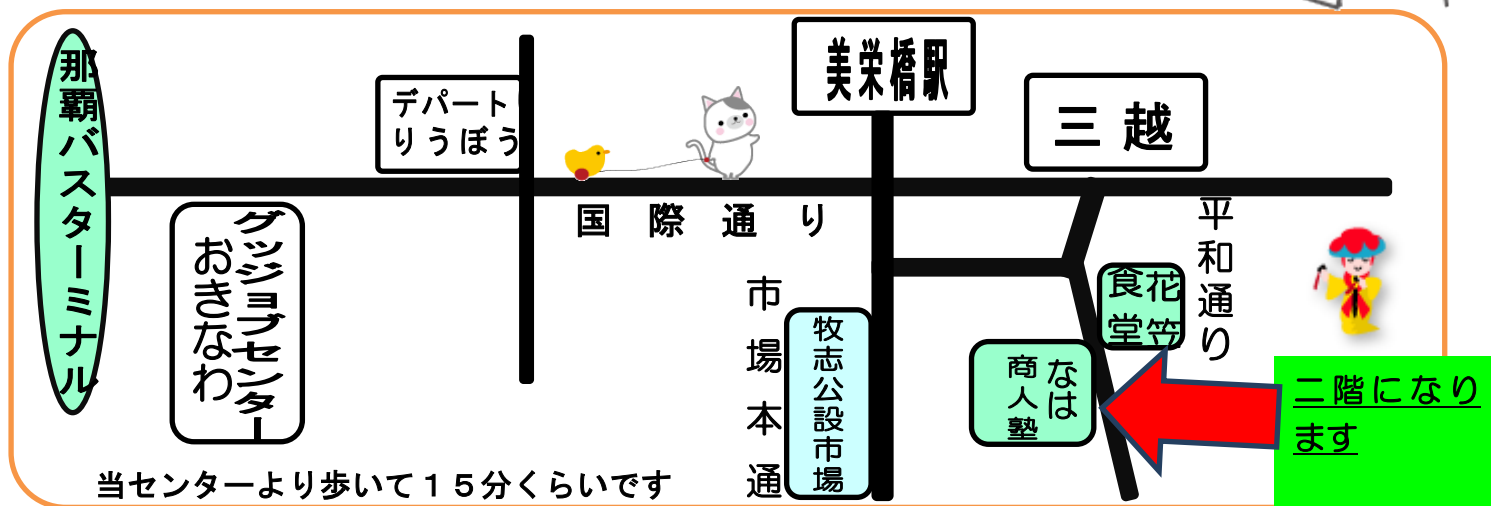 那覇バスターミナル
グッジョブセンター
おきなわ
デパート
りうぼう
国際通り
美栄橋駅
三越
市場本通
牧志公設市場
平和通り
花笠
食堂
なは
商人塾
二階になり
ます
当センターより歩いて１５分くらいです